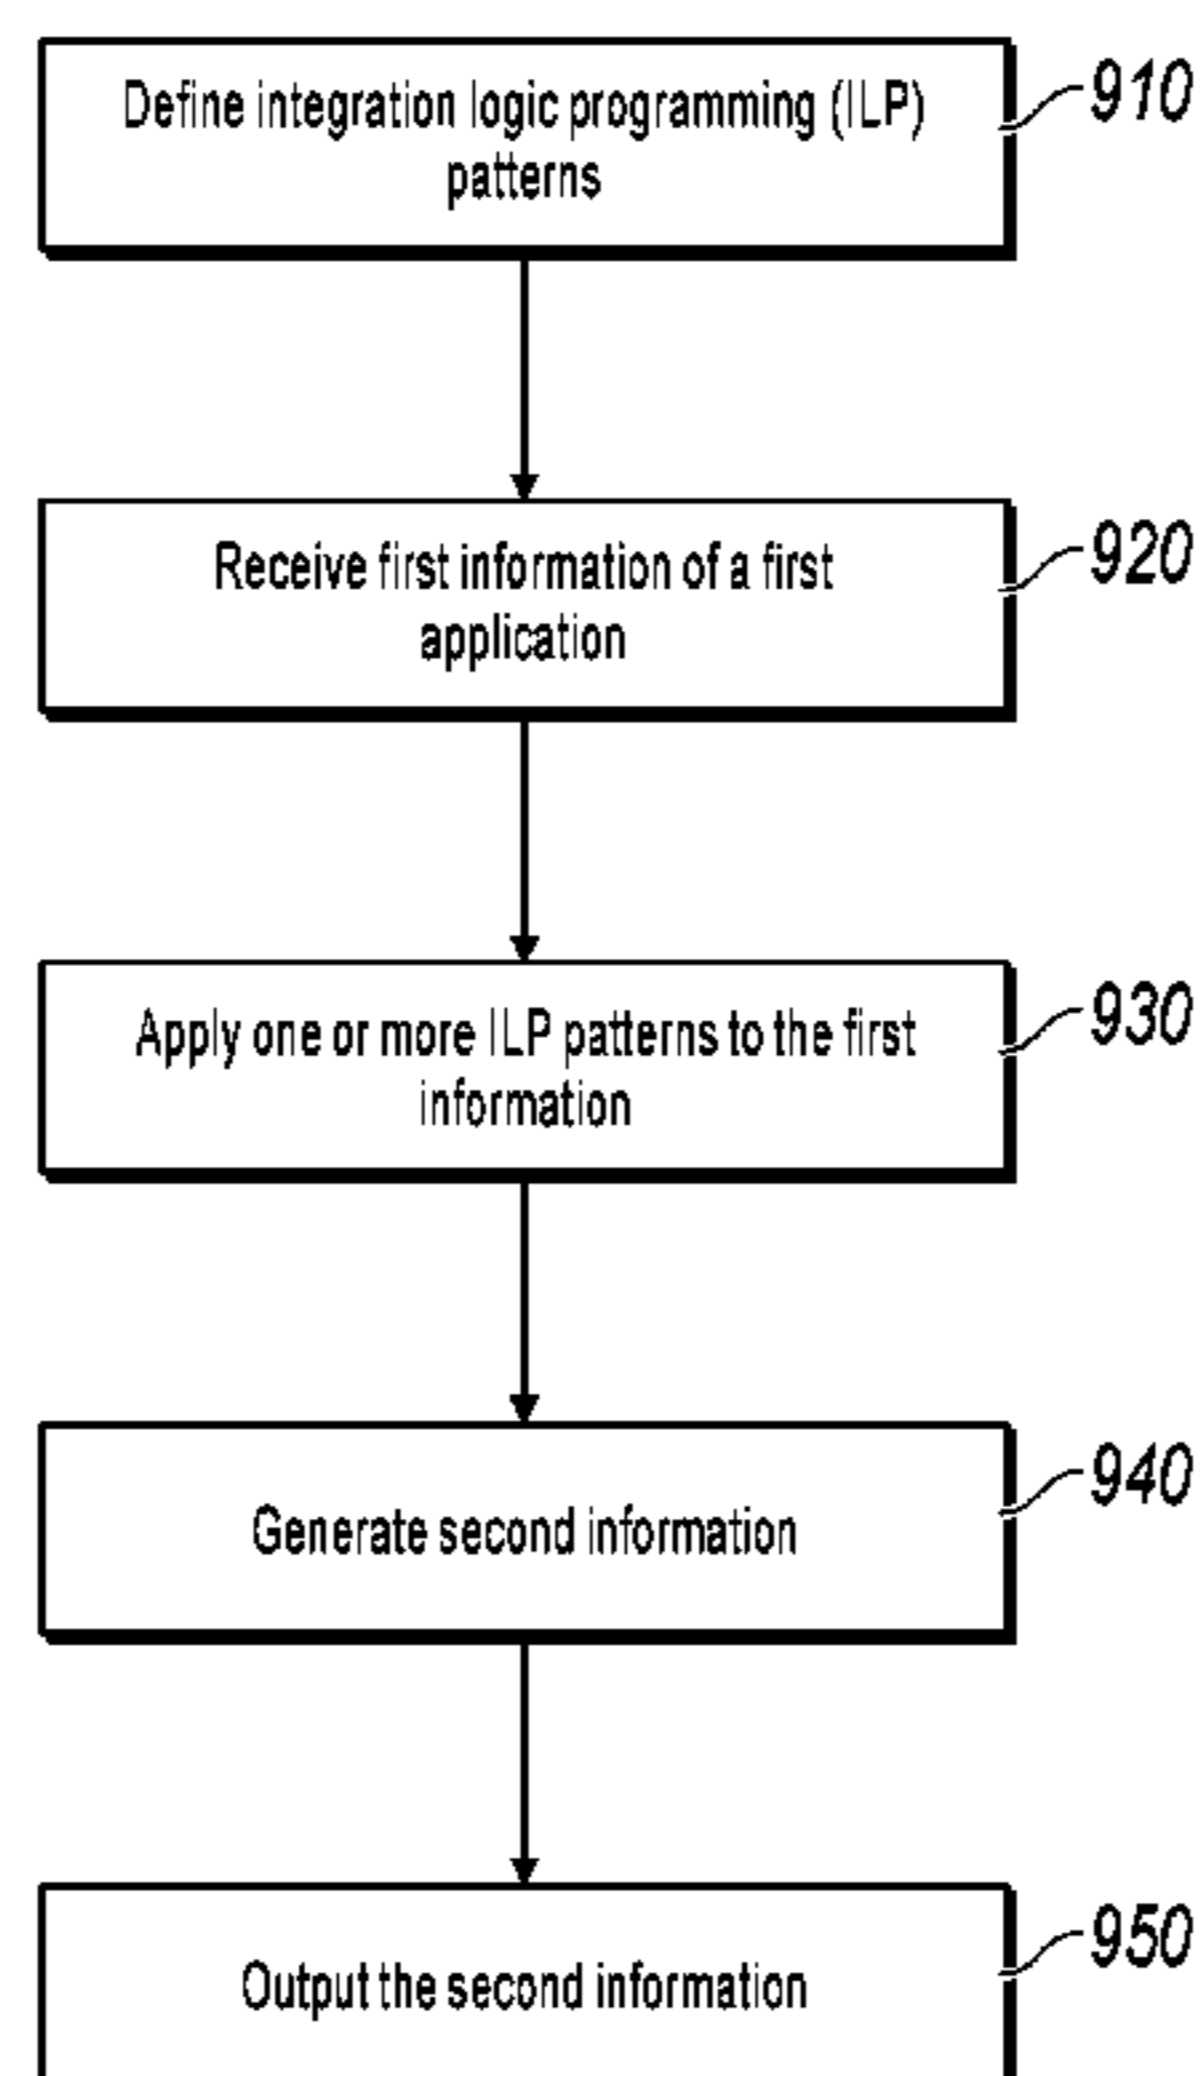 Define integration logic programming (ILP)
patterns
910
Receive first information of a first
application
920
Apply one or more ILP patterns to the first
information
930
Generate second information
940
Output the second information
950